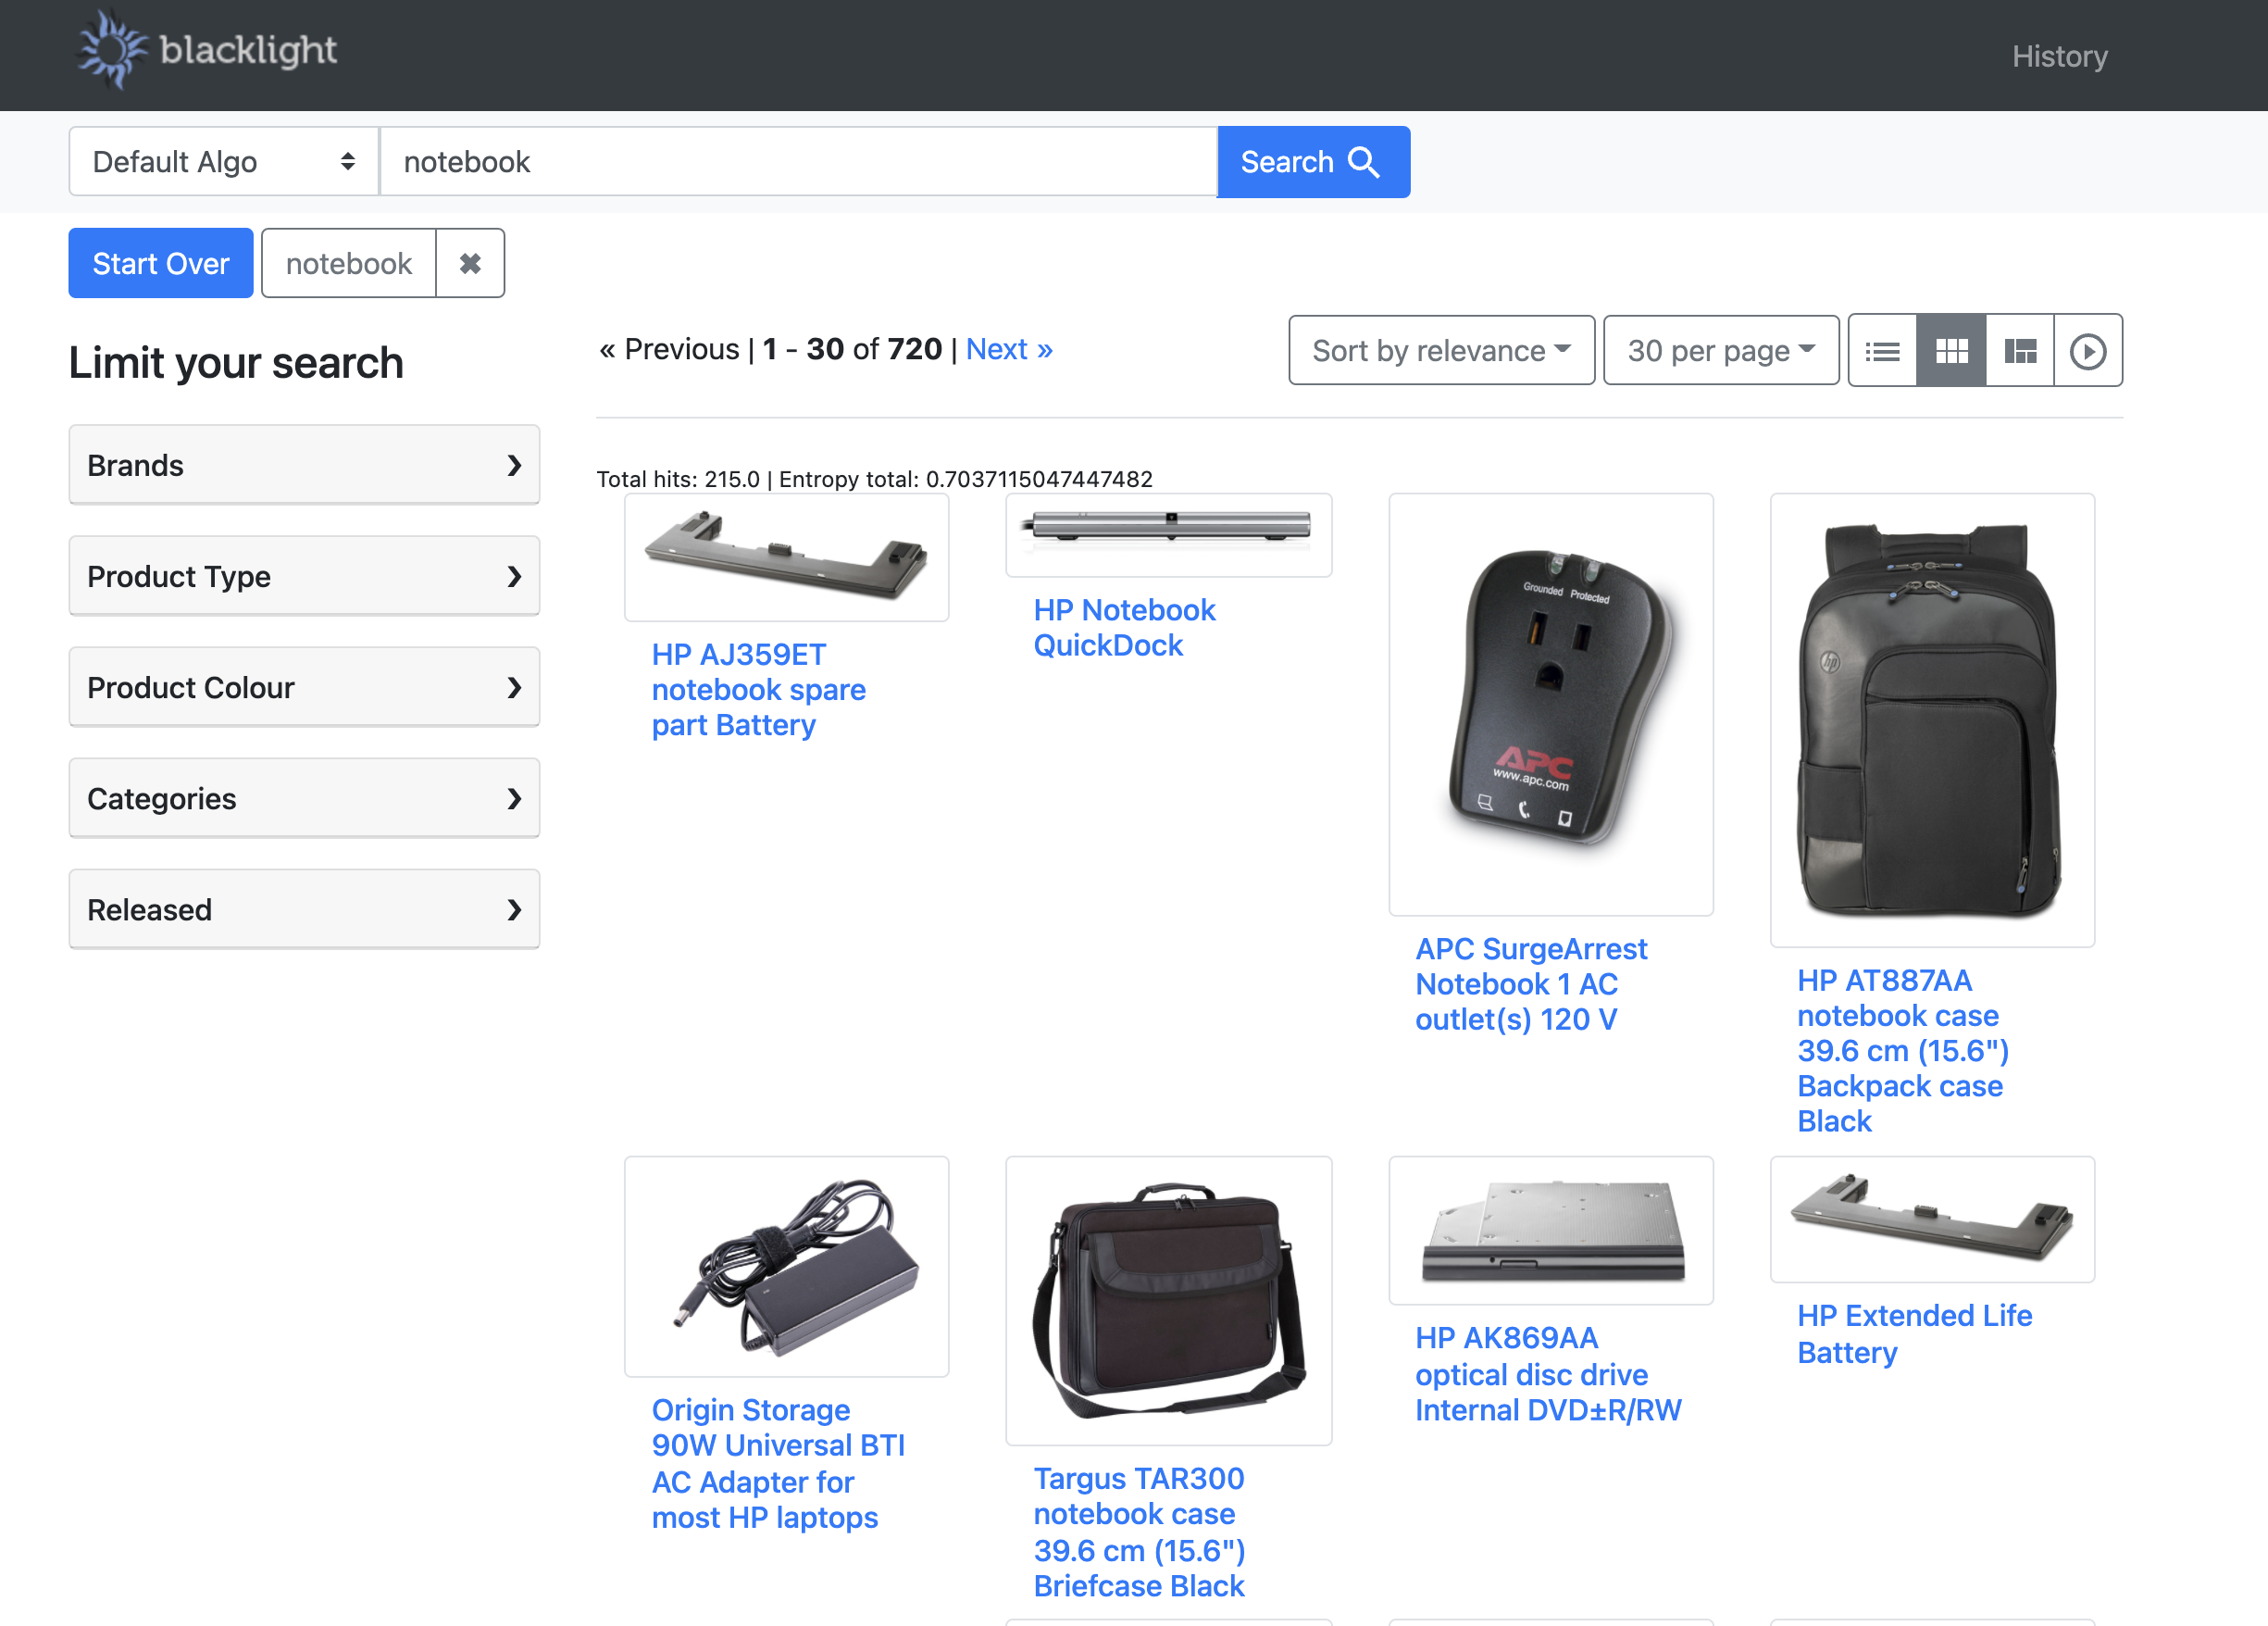 blacklight
History
Default Algo
notebook
Search
Start Over
notebook
✖
Limit your search
« Previous | 1 - 30 of 720 | Next »
Sort by relevance
30 per page
Brands
Product Type
Product Colour
Categories
Released
Total hits: 215.0 | Entropy total: 0.7037115047447482
HP AJ359ET
notebook spare
part Battery
HP Notebook
QuickDock
Grounded Protected
APC
www.apc.com
APC SurgeArrest
Notebook 1 AC
outlet(s) 120 V
hp
HP AT887AA
notebook case
39.6 cm (15.6")
Backpack case
Black
Origin Storage
90W Universal BTI
AC Adapter for
most HP laptops
Targus TAR300
notebook case
39.6 cm (15.6")
Briefcase Black
HP AK869AA
optical disc drive
Internal DVD±R/RW
HP Extended Life
Battery